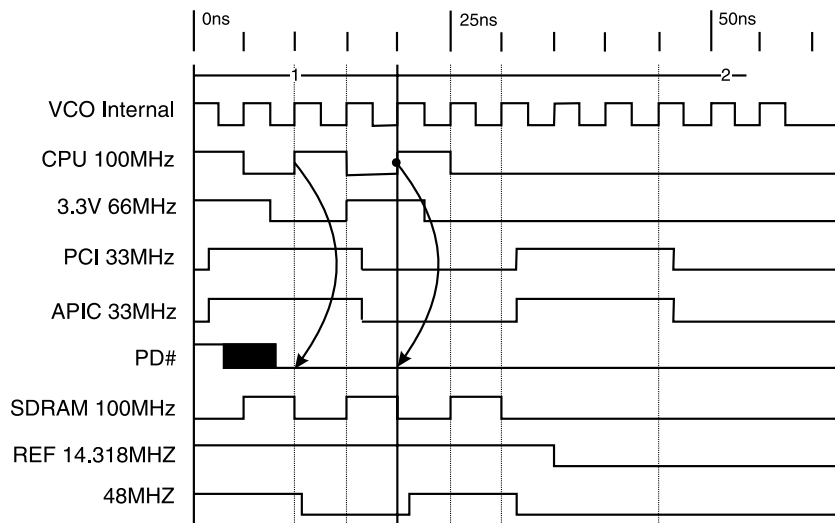 0ns 25ns 50ns
1 2
VCO Internal
CPU 100MHz
3.3V 66MHz
PCI 33MHz
APIC 33MHz
PD#
SDRAM 100MHz
REF 14.318MHZ
48MHZ